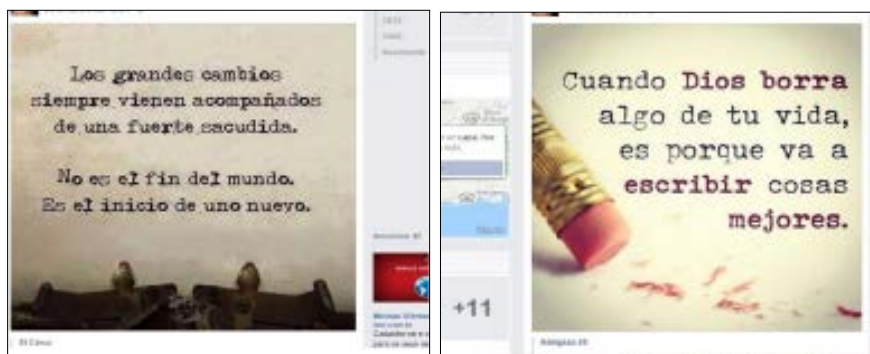 Los grandes cambios
siempre vienen acompañados
de una fuerte sacudida.
No es el fin del mundo.
Es el inicio de uno nuevo.
Cuando Dios borra
algo de tu vida,
es porque va a
escribir cosas
mejores.
+11